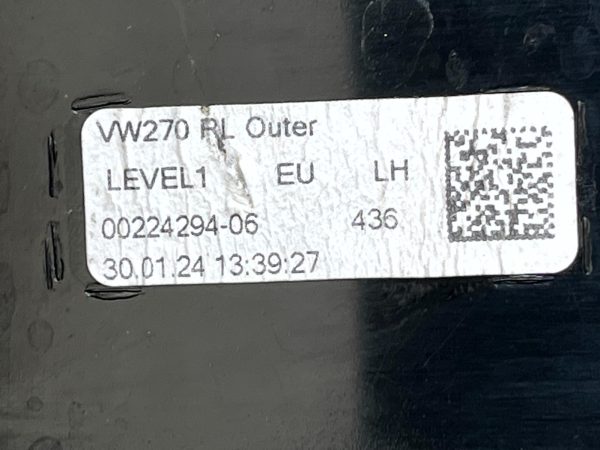 VW270 RL Outer
LEVEL1 EU LH
00224294-06 436
30.01.24 13:39:27